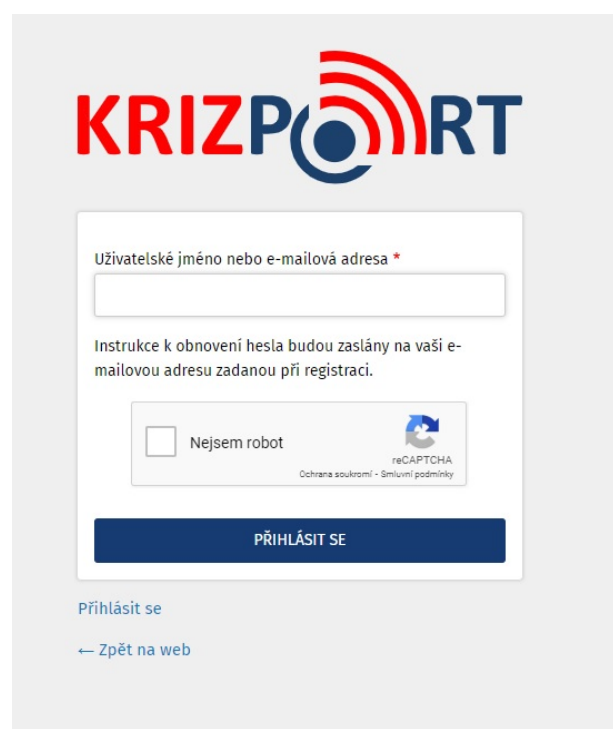 KRIZPORT
Uživatelské jméno nebo e-mailová adresa *
Instrukce k obnovení hesla budou zaslány na vaši e-
mailovou adresu zadanou při registraci.
Nejsem robot
reCAPTCHA
Ochrana soukromí - Smluvní podmínky
PŘIHLÁSIT SE
Přihlásit se
← Zpět na web